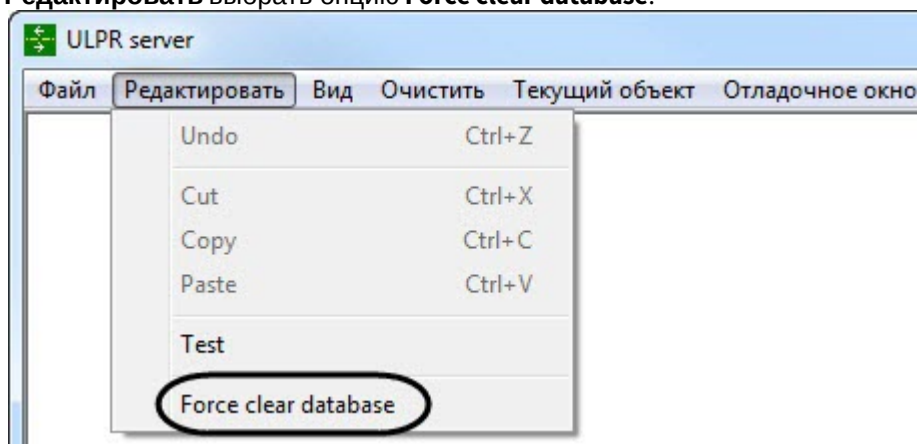 Редактировать выбрать опцию Force clear database.
ULPR server
Файл Редактировать Вид Очистить Текущий объект Отладочное окно
Undo Ctrl+Z
Cut Ctrl+X
Copy Ctrl+C
Paste Ctrl+V
Test
Force clear database